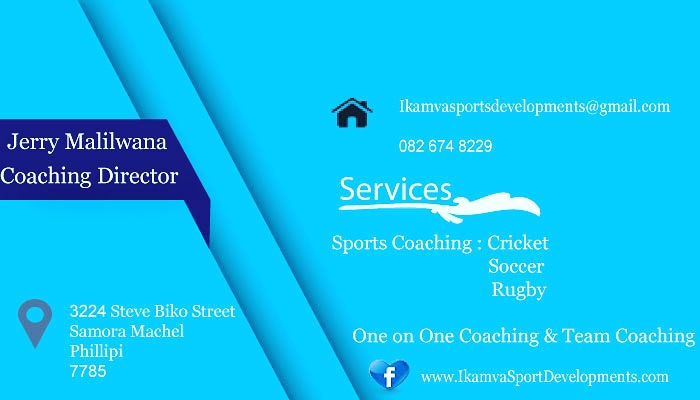 Jerry Malilwana
Coaching Director
3224 Steve Biko Street
Samora Machel
Phillipi
7785
Ikamvasportsdevelopments@gmail.com
082 674 8229
Services
Sports Coaching : Cricket
Soccer
Rugby
One on One Coaching & Team Coaching
f
www.IkamvaSportDevelopments.com